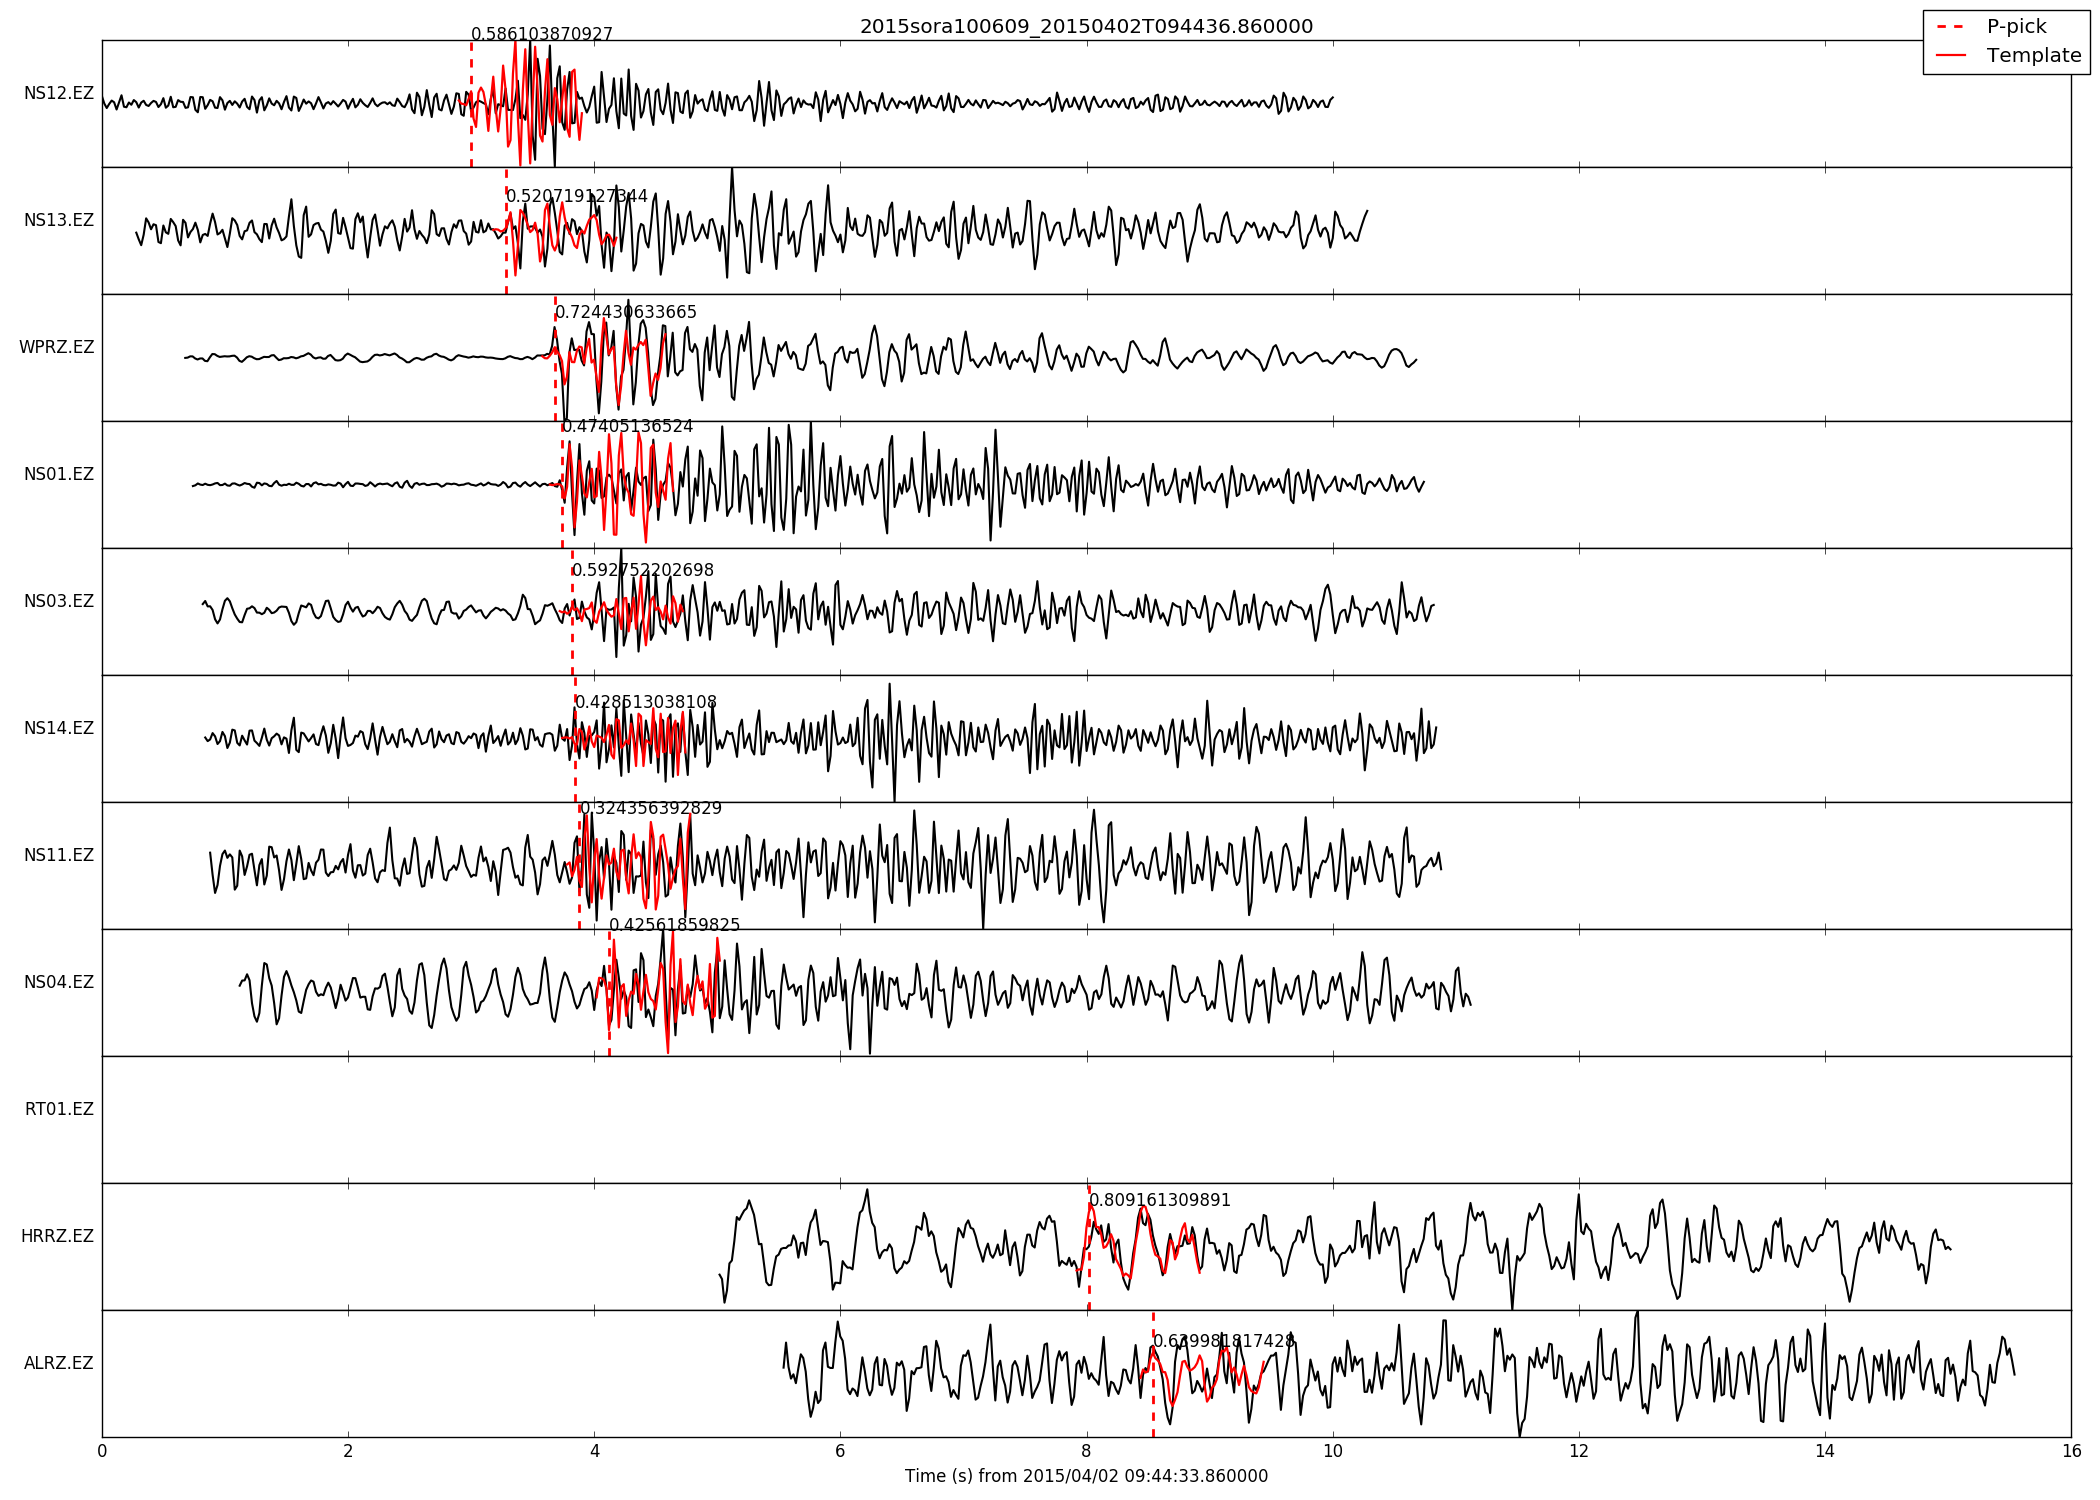 2015sora100609_20150402T094436.860000
P-pick
Template
NS12.EZ
0.586103870927
NS13.EZ
0.520719127344
WPRZ.EZ
0.724430633665
NS01.EZ
0.47405136524
NS03.EZ
0.592752202698
NS14.EZ
0.428513038108
NS11.EZ
0.324356392829
NS04.EZ
0.42561859825
RT01.EZ
HRRZ.EZ
0.809161309891
ALRZ.EZ
0.639981817428
0 2 4 6 8 10 12 14 16
Time (s) from 2015/04/02 09:44:33.860000